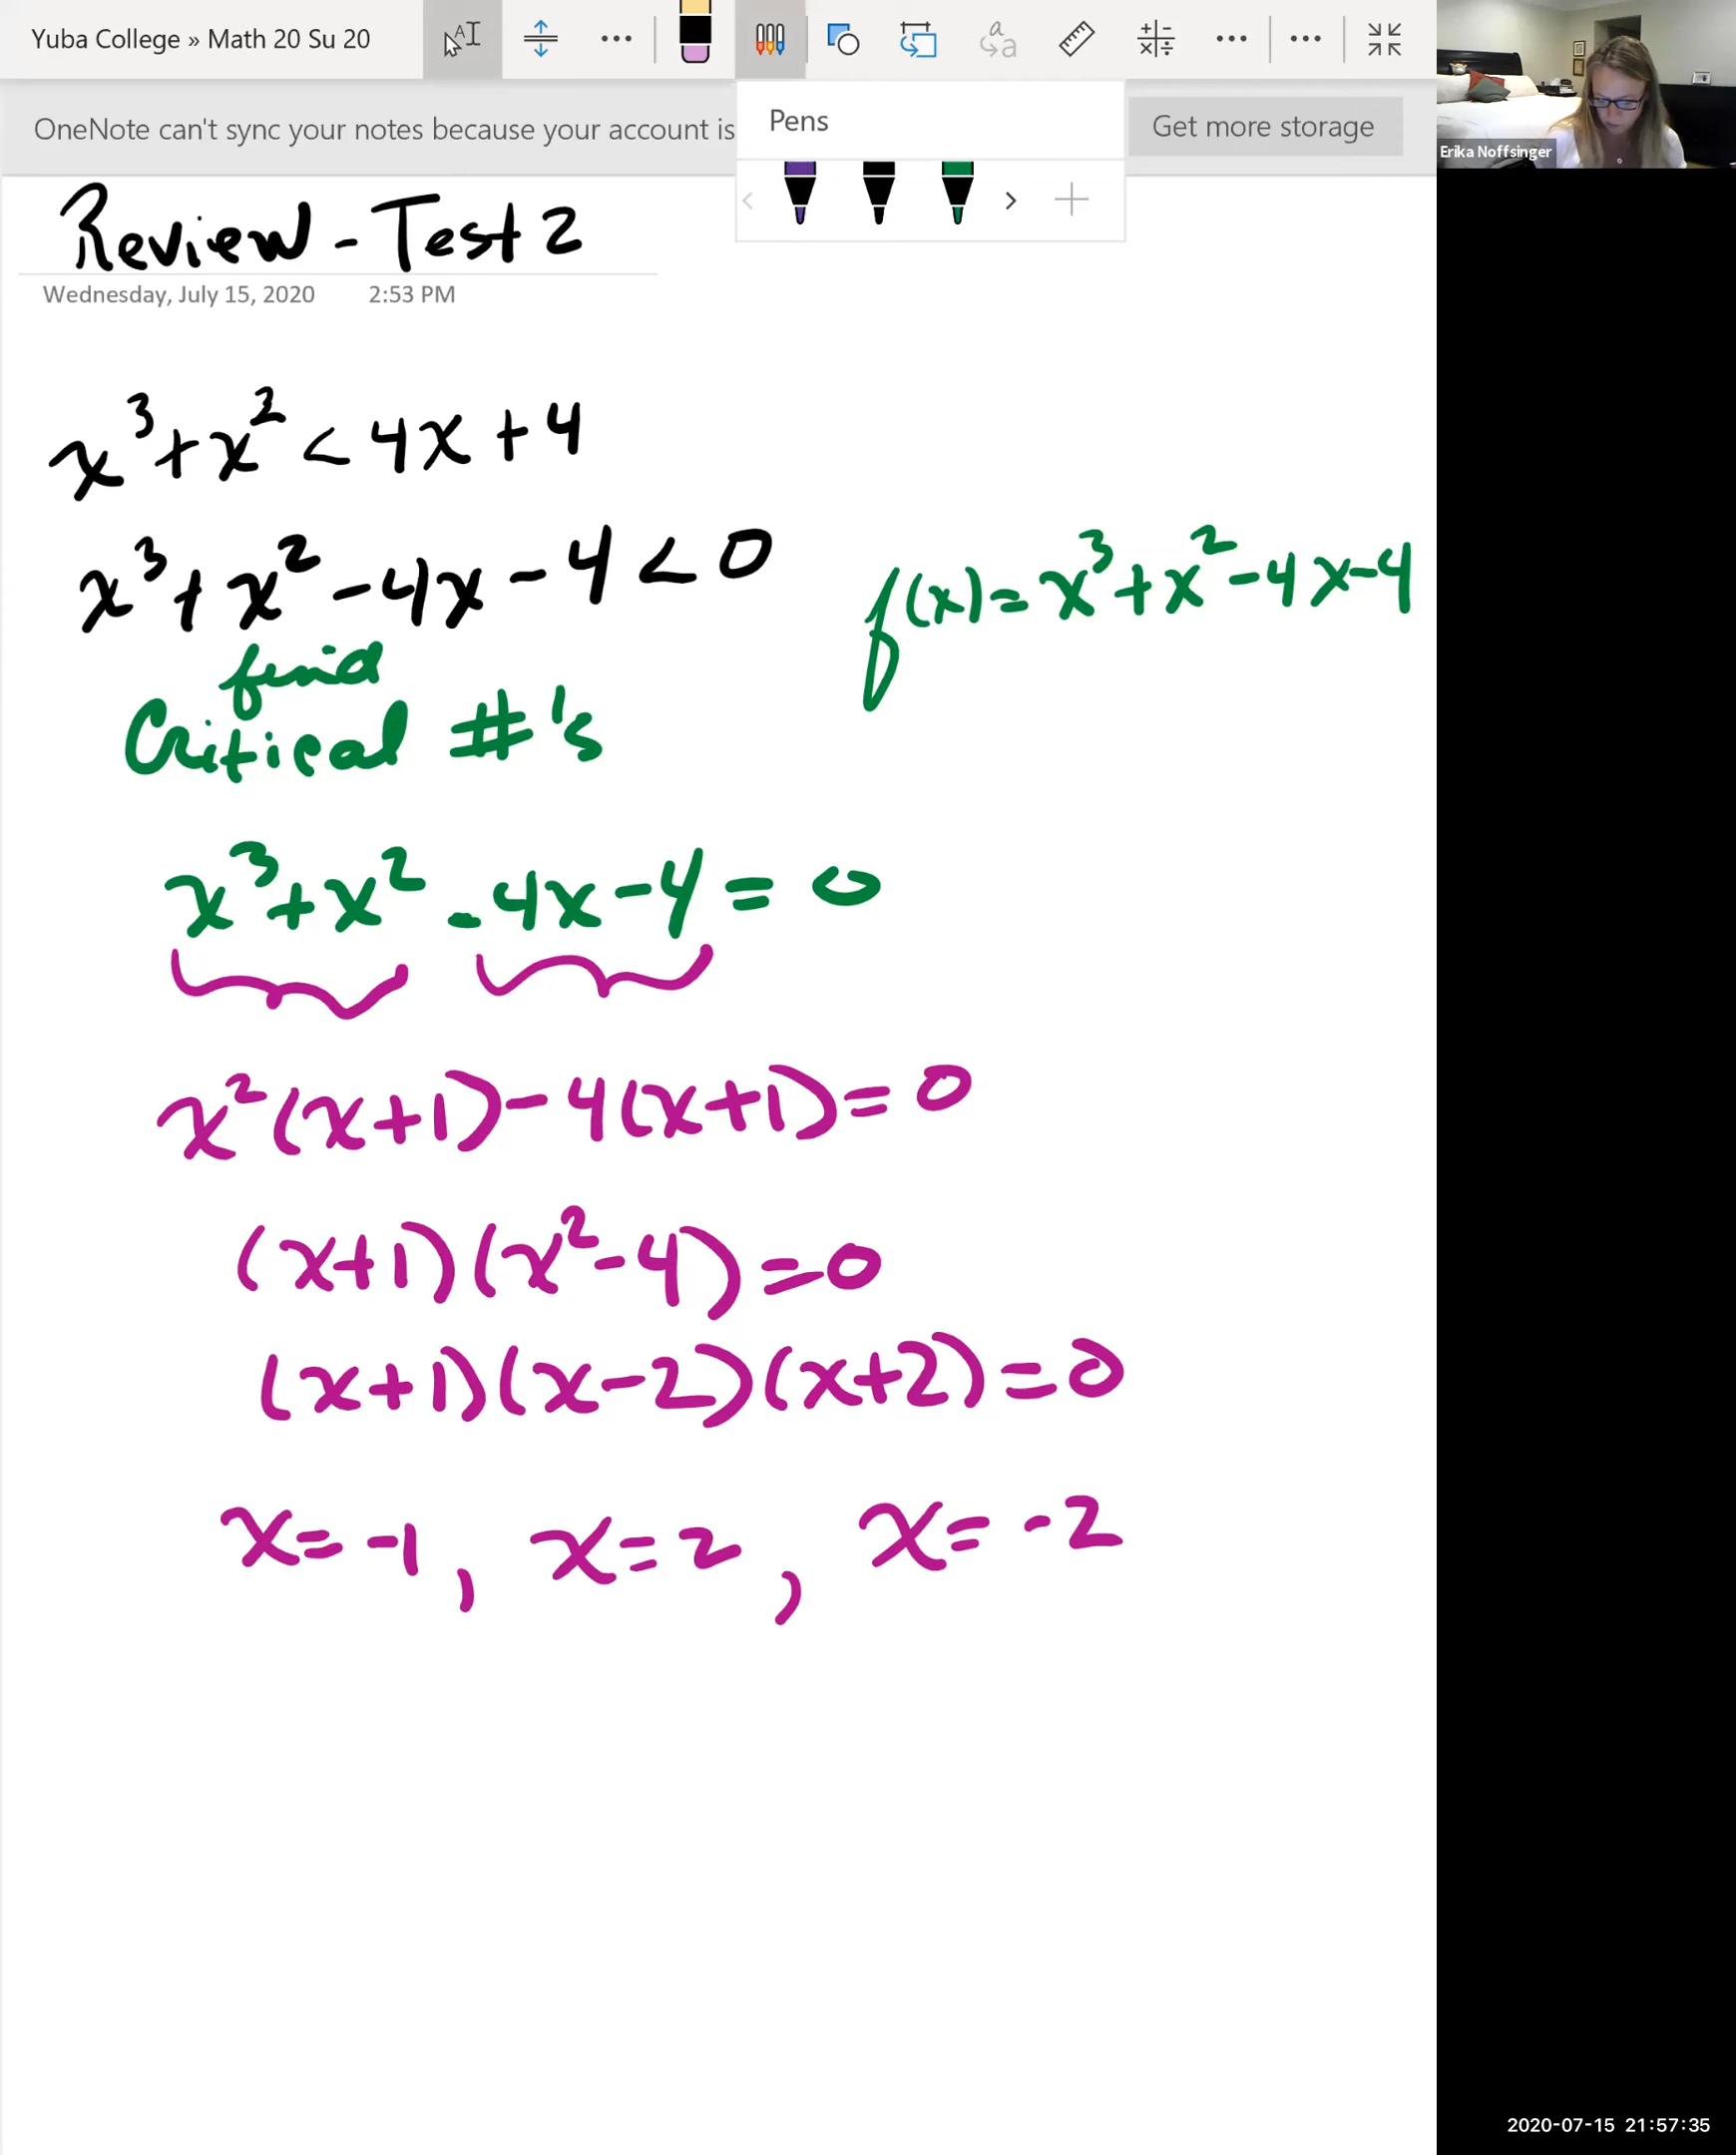 Yuba College » Math 20 Su 20
OneNote can't sync your notes because your account is
Pens
Get more storage
Erika Noffsinger
Review - Test 2
Wednesday, July 15, 2020 2:53 PM
x³ + x² < 4x + 4
x³ + x² - 4x - 4 < 0
f(x) = x³ + x² - 4x - 4
find
Critical #'s
x³ + x² - 4x - 4 = 0
x²(x+1) - 4(x+1) = 0
(x+1)(x²-4) = 0
(x+1)(x-2)(x+2) = 0
x = -1, x = 2, x = -2
2020-07-15 21:57:35